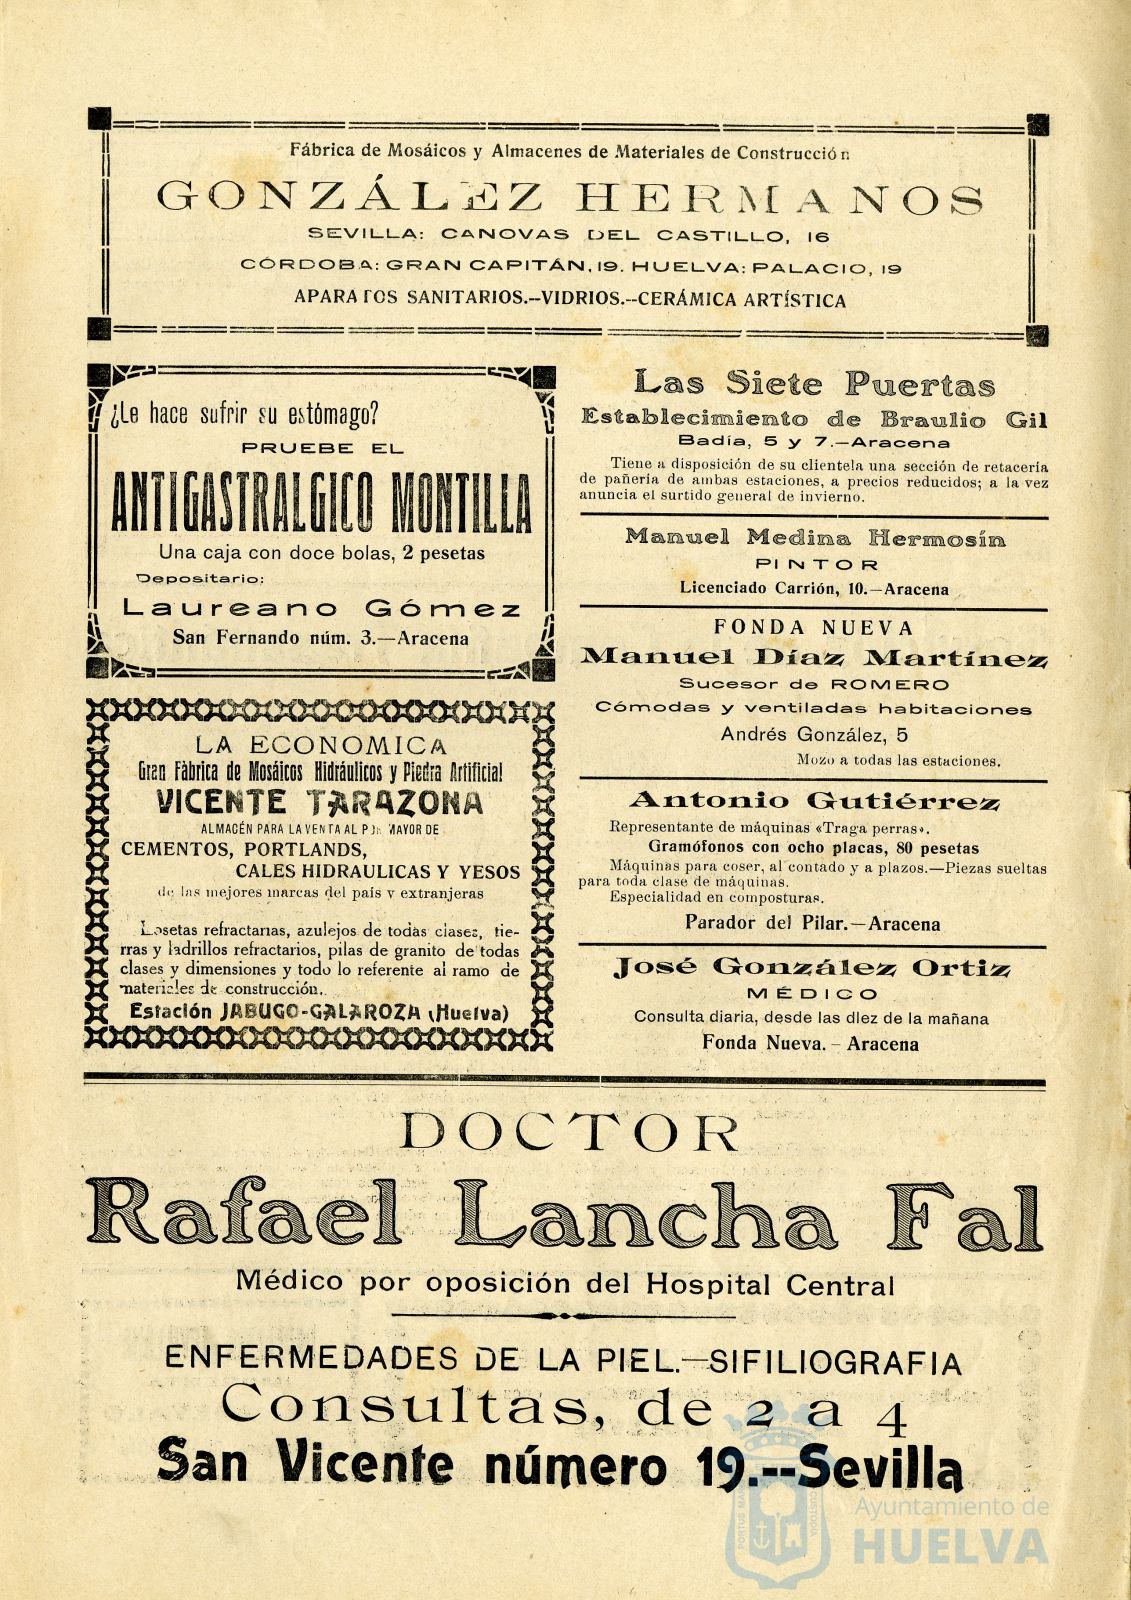 Fábrica de Mosáicos y Almacenes de Materiales de Construcción
GONZÁLEZ HERMANOS
SEVILLA: CANOVAS DEL CASTILLO, 16
CÓRDOBA: GRAN CAPITÁN, 19. HUELVA: PALACIO, 19
APARATOS SANITARIOS.--VIDRIOS.--CERÁMICA ARTÍSTICA
¿Le hace sufrir su estómago?
PRUEBE EL
ANTIGASTRALGICO MONTILLA
Una caja con doce bolas, 2 pesetas
Depositario:
Laureano Gómez
San Fernando núm. 3.—Aracena
LA ECONOMICA
Gran Fàbrica de Mosáicos Hidráulicos y Piedra Artificial
VICENTE TARAZONA
ALMACÉN PARA LA VENTA AL POR MAYOR DE
CEMENTOS, PORTLANDS,
CALES HIDRAULICAS Y YESOS
de las mejores marcas del país y extranjeras
Losetas refractarias, azulejos de todas clases, tie-
rras y ladrillos refractarios, pilas de granito de todas
clases y dimensiones y todo lo referente al ramo de
materiales de construcción.
Estación JABUGO-GALAROZA (Huelva)
Las Siete Puertas
Establecimiento de Braulio Gil
Badía, 5 y 7.—Aracena
Tiene a disposición de su clientela una sección de retacería
de pañería de ambas estaciones, a precios reducidos; a la vez
anuncia el surtido general de invierno.
Manuel Medina Hermosín
PINTOR
Licenciado Carrión, 10.—Aracena
FONDA NUEVA
Manuel Díaz Martínez
Sucesor de ROMERO
Cómodas y ventiladas habitaciones
Andrés González, 5
Mozo a todas las estaciones.
Antonio Gutiérrez
Representante de máquinas «Traga perras».
Gramófonos con ocho placas, 80 pesetas
Máquinas para coser, al contado y a plazos.—Piezas sueltas
para toda clase de máquinas.
Especialidad en composturas.
Parador del Pilar.—Aracena
José González Ortiz
MÉDICO
Consulta diaria, desde las dlez de la mañana
Fonda Nueva. - Aracena
DOCTOR
Rafael Lancha Fal
Médico por oposición del Hospital Central
ENFERMEDADES DE LA PIEL.—SIFILIOGRAFIA
Consultas, de 2 a 4
San Vicente número 19.--Sevilla
PORTUS MA
CUSTODIA
Ayuntamiento de
HUELVA